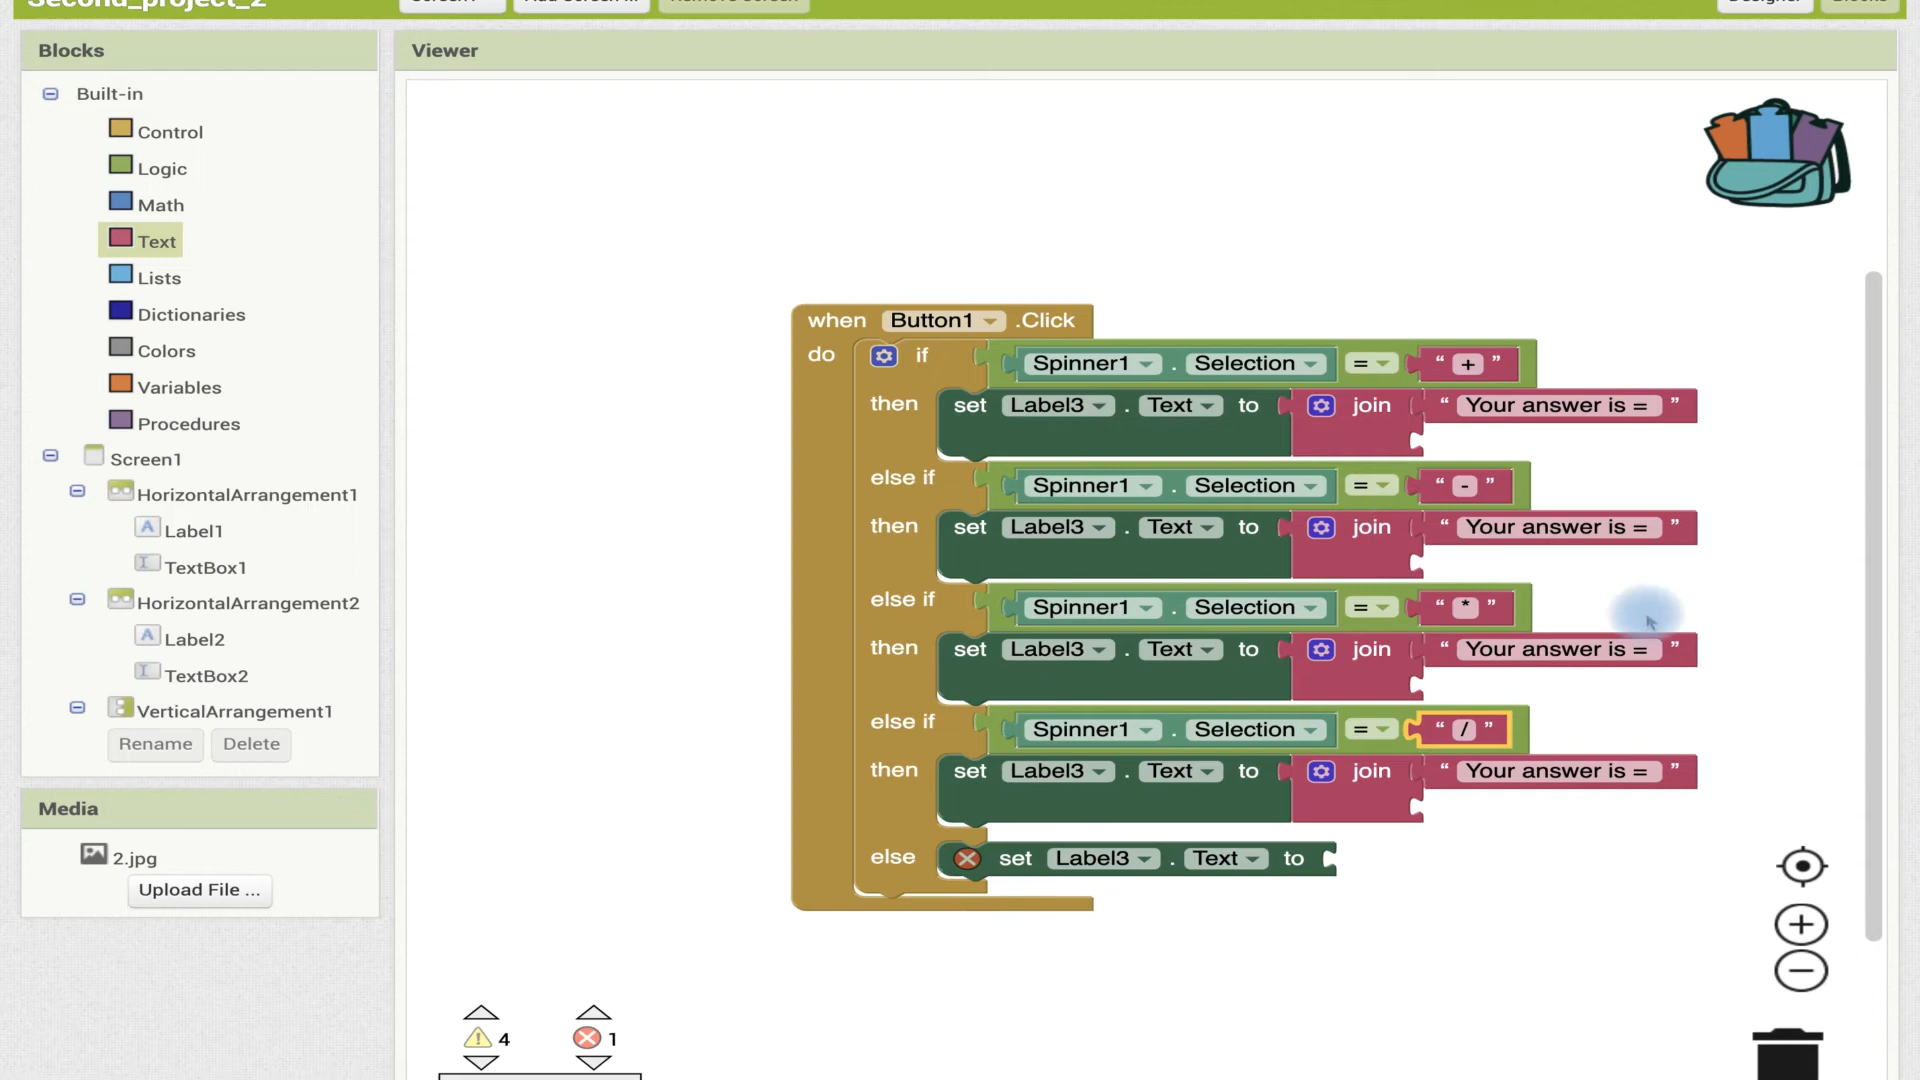 Second_project_2
Blocks
Viewer
Built-in
Control
Logic
Math
Text
Lists
Dictionaries
Colors
Variables
Procedures
Screen1
HorizontalArrangement1
Label1
TextBox1
HorizontalArrangement2
Label2
TextBox2
VerticalArrangement1
Rename Delete
Media
2.jpg
Upload File ...
when Button1 .Click
do if Spinner1 . Selection = “ + ”
then set Label3 . Text to join “ Your answer is = ”
else if Spinner1 . Selection = “ - ”
then set Label3 . Text to join “ Your answer is = ”
else if Spinner1 . Selection = “ * ”
then set Label3 . Text to join “ Your answer is = ”
else if Spinner1 . Selection = “ / ”
then set Label3 . Text to join “ Your answer is = ”
else set Label3 . Text to
4 1